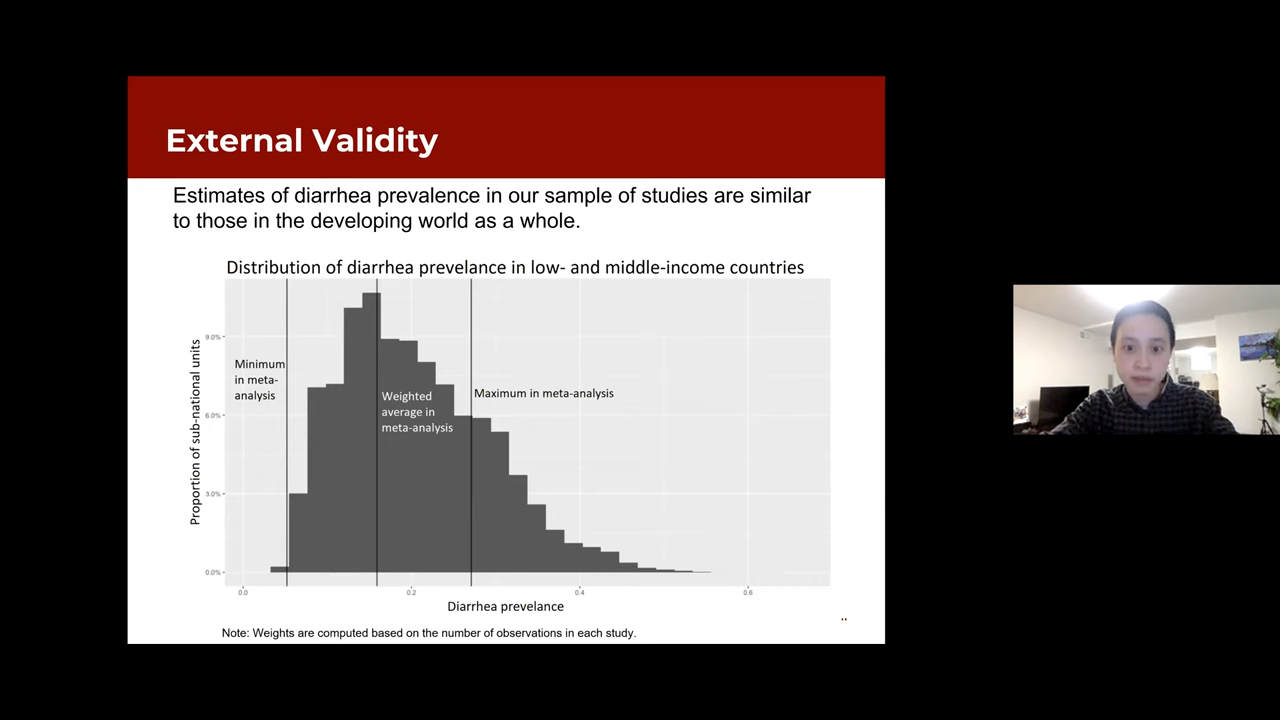 External Validity
Estimates of diarrhea prevalence in our sample of studies are similar
to those in the developing world as a whole.
Distribution of diarrhea prevelance in low- and middle-income countries
Proportion of sub-national units
9.0%
6.0%
3.0%
0.0%
Minimum
in meta-
analysis
Weighted
average in
meta-analysis
Maximum in meta-analysis
0.0
0.2
0.4
0.6
Diarrhea prevelance
Note: Weights are computed based on the number of observations in each study.